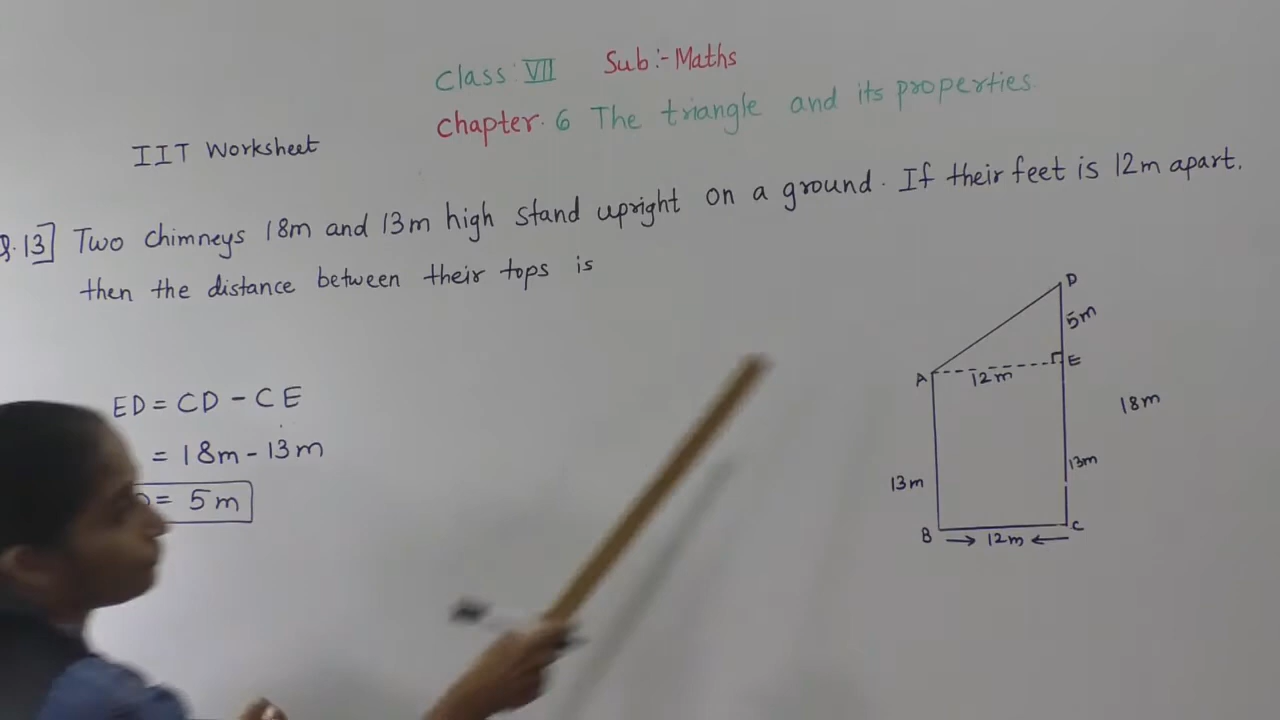 Class: VII Sub:- Maths
Chapter. 6 The triangle and its properties.
IIT Worksheet
Q.13] Two chimneys 18m and 13m high stand upright on a ground. If their feet is 12m apart.
then the distance between their tops is
ED = CD - CE
= 18m - 13m
= 5m
D
5m
E
A
12m
18m
13m
13m
B
12m
C